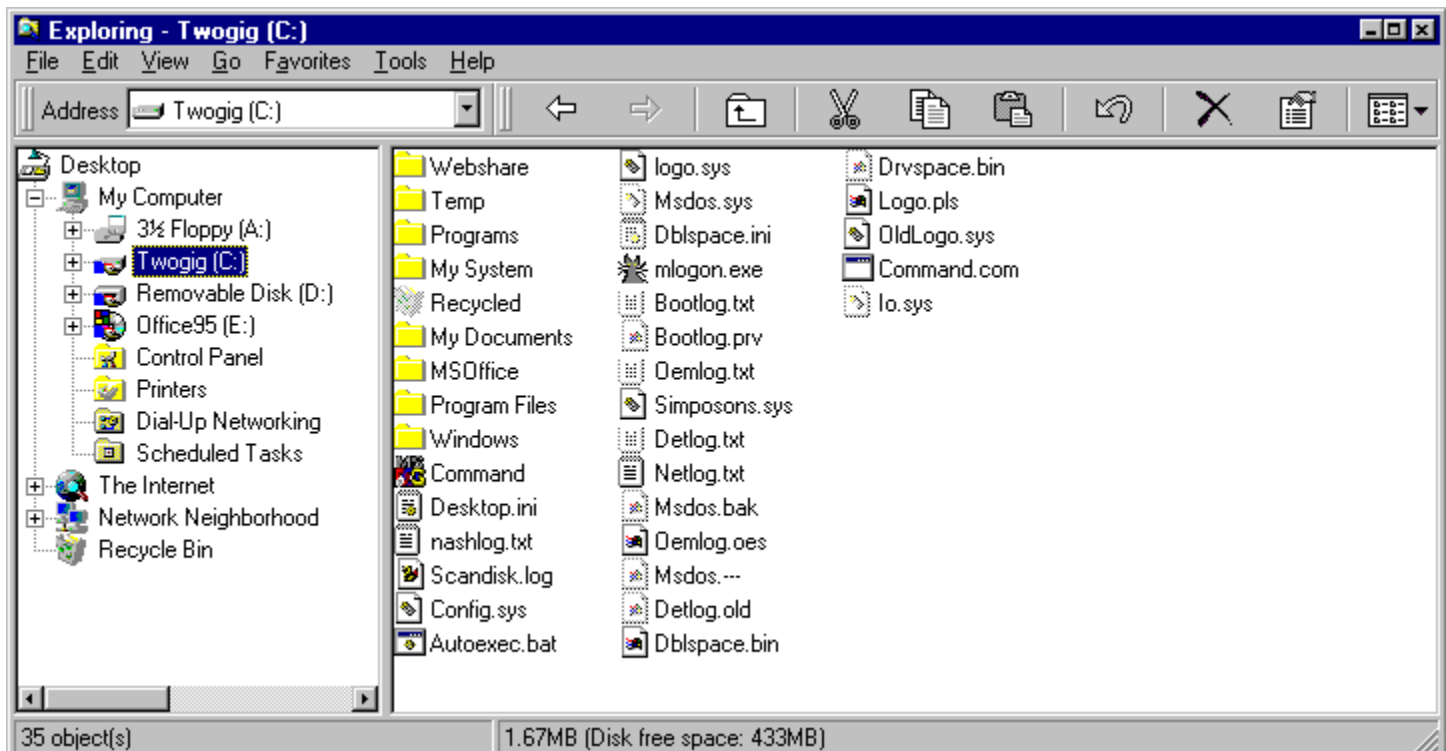 Exploring - Twogig (C:)
File Edit View Go Favorites Tools Help
Address Twogig (C:)
Desktop
My Computer
3½ Floppy (A:)
Twogig (C:)
Removable Disk (D:)
Office95 (E:)
Control Panel
Printers
Dial-Up Networking
Scheduled Tasks
The Internet
Network Neighborhood
Recycle Bin
Webshare
Temp
Programs
My System
Recycled
My Documents
MSOffice
Program Files
Windows
Command
Desktop.ini
nashlog.txt
Scandisk.log
Config.sys
Autoexec.bat
logo.sys
Msdos.sys
Dblspace.ini
mlogon.exe
Bootlog.txt
Bootlog.prv
Oemlog.txt
Simposons.sys
Detlog.txt
Netlog.txt
Msdos.bak
Oemlog.oes
Msdos.---
Detlog.old
Dblspace.bin
Drvspace.bin
Logo.pls
OldLogo.sys
Command.com
Io.sys
35 object(s)
1.67MB (Disk free space: 433MB)